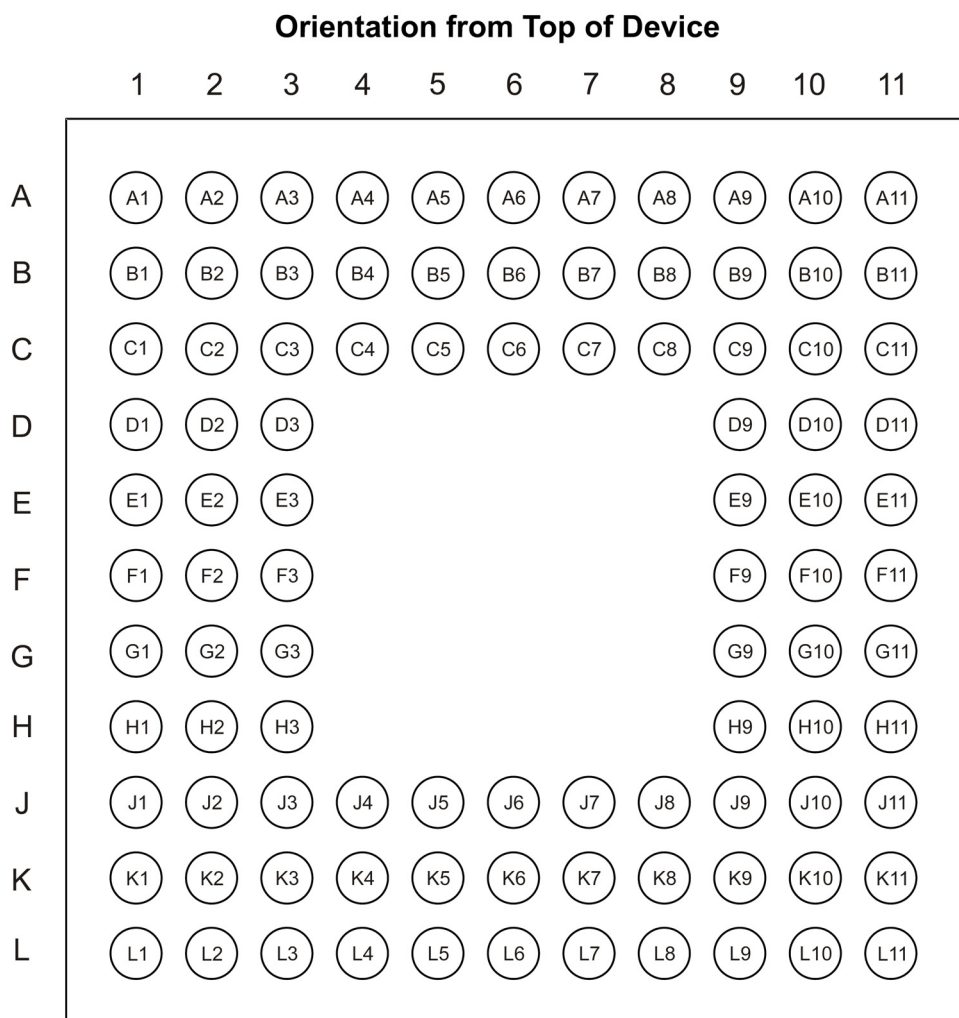 Orientation from Top of Device
1 2 3 4 5 6 7 8 9 10 11
A A1 A2 A3 A4 A5 A6 A7 A8 A9 A10 A11
B B1 B2 B3 B4 B5 B6 B7 B8 B9 B10 B11
C C1 C2 C3 C4 C5 C6 C7 C8 C9 C10 C11
D D1 D2 D3 D9 D10 D11
E E1 E2 E3 E9 E10 E11
F F1 F2 F3 F9 F10 F11
G G1 G2 G3 G9 G10 G11
H H1 H2 H3 H9 H10 H11
J J1 J2 J3 J4 J5 J6 J7 J8 J9 J10 J11
K K1 K2 K3 K4 K5 K6 K7 K8 K9 K10 K11
L L1 L2 L3 L4 L5 L6 L7 L8 L9 L10 L11